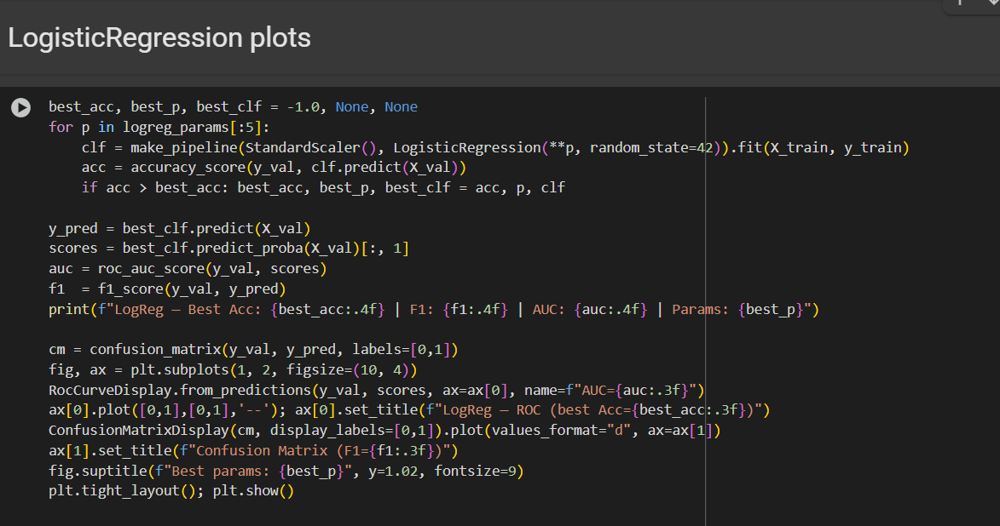 LogisticRegression plots
best_acc, best_p, best_clf = -1.0, None, None
for p in logreg_params[:5]:
    clf = make_pipeline(StandardScaler(), LogisticRegression(**p, random_state=42)).fit(X_train, y_train)
    acc = accuracy_score(y_val, clf.predict(X_val))
    if acc > best_acc: best_acc, best_p, best_clf = acc, p, clf

y_pred = best_clf.predict(X_val)
scores = best_clf.predict_proba(X_val)[:, 1]
auc = roc_auc_score(y_val, scores)
f1  = f1_score(y_val, y_pred)
print(f"LogReg — Best Acc: {best_acc:.4f} | F1: {f1:.4f} | AUC: {auc:.4f} | Params: {best_p}")

cm = confusion_matrix(y_val, y_pred, labels=[0,1])
fig, ax = plt.subplots(1, 2, figsize=(10, 4))
RocCurveDisplay.from_predictions(y_val, scores, ax=ax[0], name=f"AUC={auc:.3f}")
ax[0].plot([0,1],[0,1],'--'); ax[0].set_title(f"LogReg — ROC (best Acc={best_acc:.3f})")
ConfusionMatrixDisplay(cm, display_labels=[0,1]).plot(values_format="d", ax=ax[1])
ax[1].set_title(f"Confusion Matrix (F1={f1:.3f})")
fig.suptitle(f"Best params: {best_p}", y=1.02, fontsize=9)
plt.tight_layout(); plt.show()